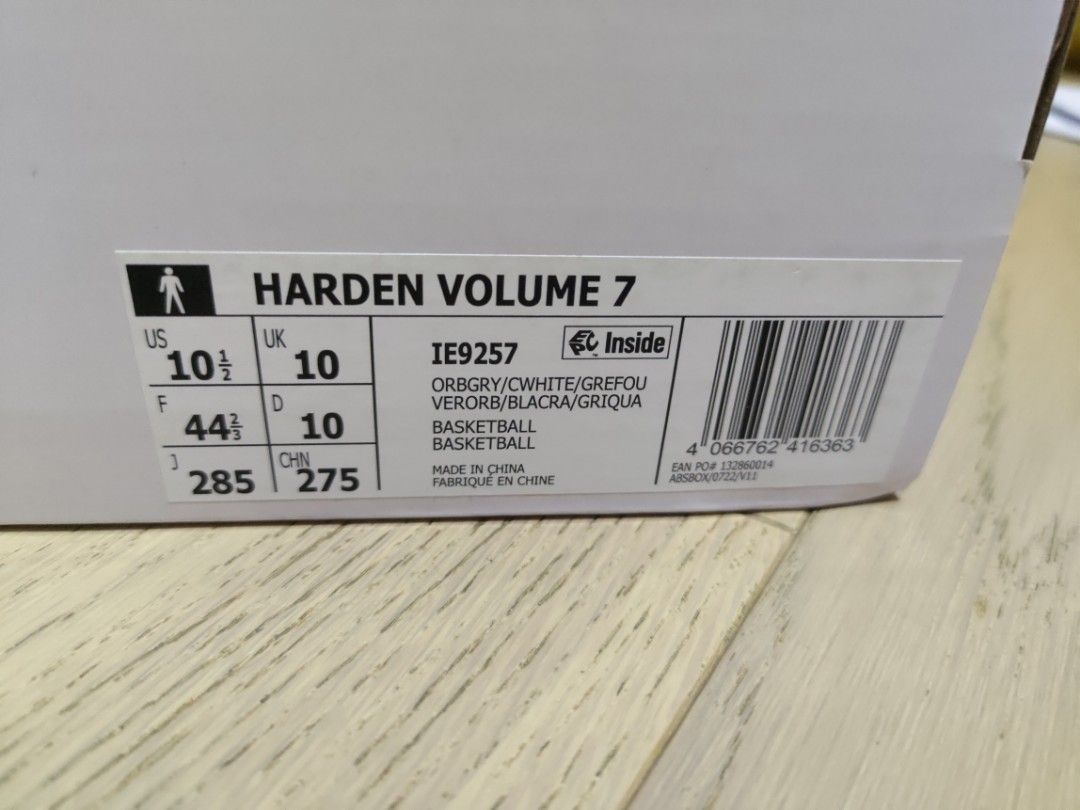 HARDEN VOLUME 7
US 10½ UK 10
F 44⅔ D 10
J 285 CHN 275
IE9257
EPC™ Inside
ORBGRY/CWHITE/GREFOU
VERORB/BLACRA/GRIQUA
BASKETBALL
BASKETBALL
MADE IN CHINA
FABRIQUÉ EN CHINE
4 066762 416363
EAN PO# 132860014
ABSBOX/0722/V11